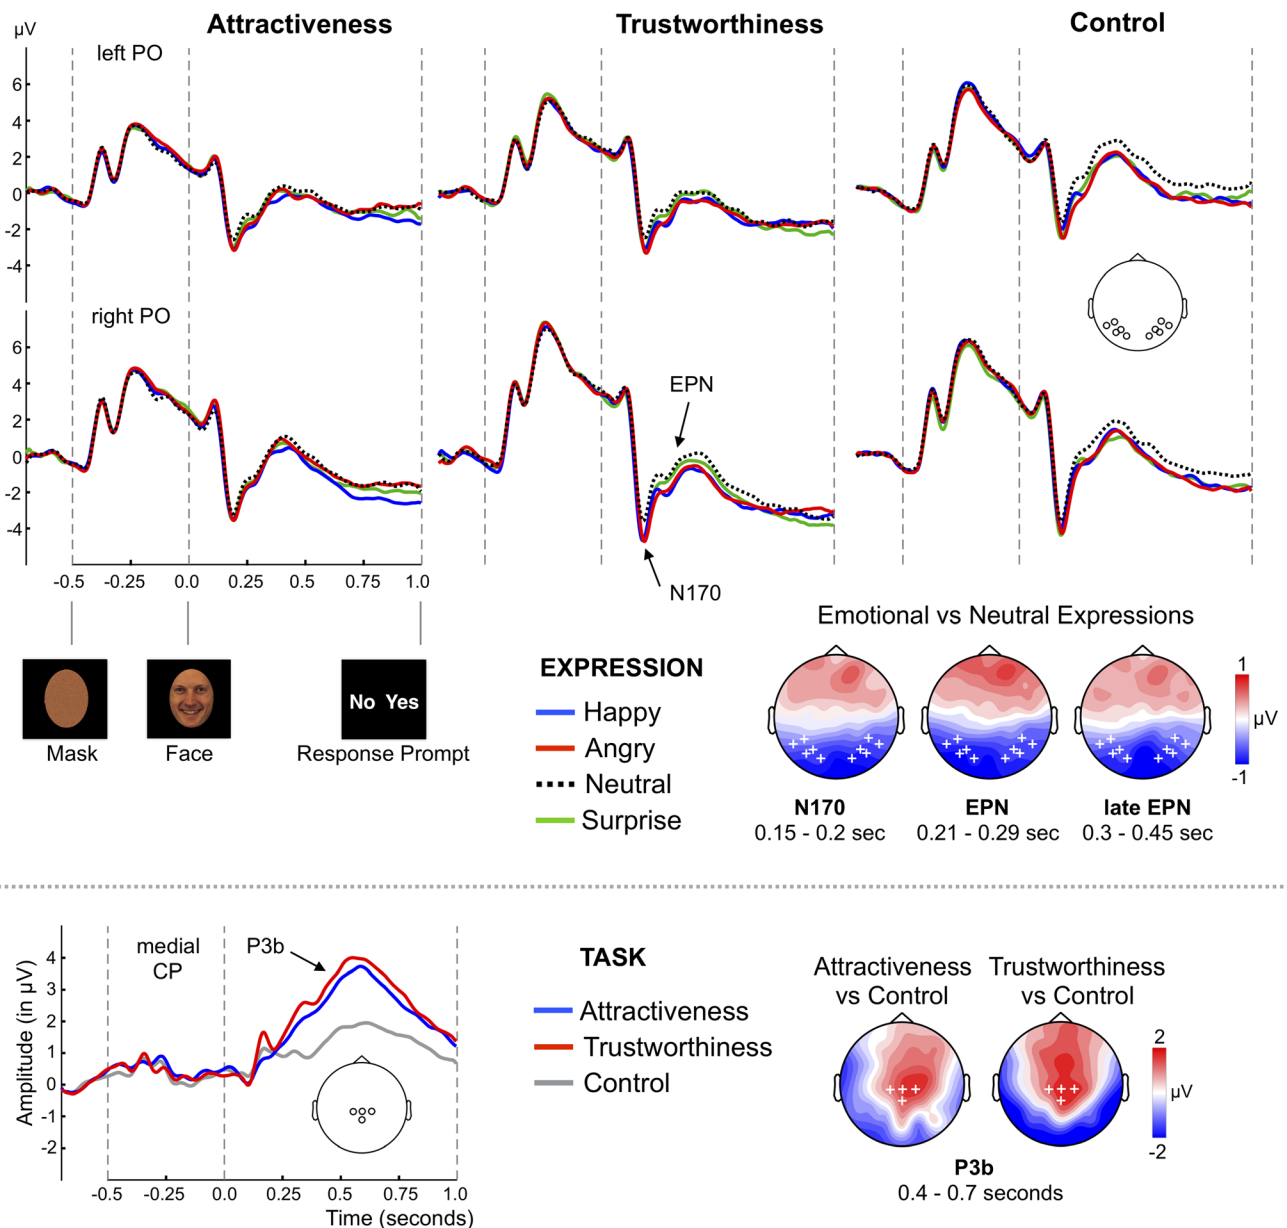 Attractiveness
Trustworthiness
Control
µV
left PO
6
4
2
0
-2
-4
right PO
6
4
2
0
-2
-4
EPN
N170
-0.5 -0.25 0.0 0.25 0.5 0.75 1.0
No Yes
Mask
Face
Response Prompt
EXPRESSION
Happy
Angry
Neutral
Surprise
Emotional vs Neutral Expressions
1
µV
-1
N170
0.15 - 0.2 sec
EPN
0.21 - 0.29 sec
late EPN
0.3 - 0.45 sec
Amplitude (in µV)
4
3
2
1
0
-1
-2
medial
CP
P3b
-0.5 -0.25 0.0 0.25 0.5 0.75 1.0
Time (seconds)
TASK
Attractiveness
Trustworthiness
Control
Attractiveness
vs Control
Trustworthiness
vs Control
2
µV
-2
P3b
0.4 - 0.7 seconds